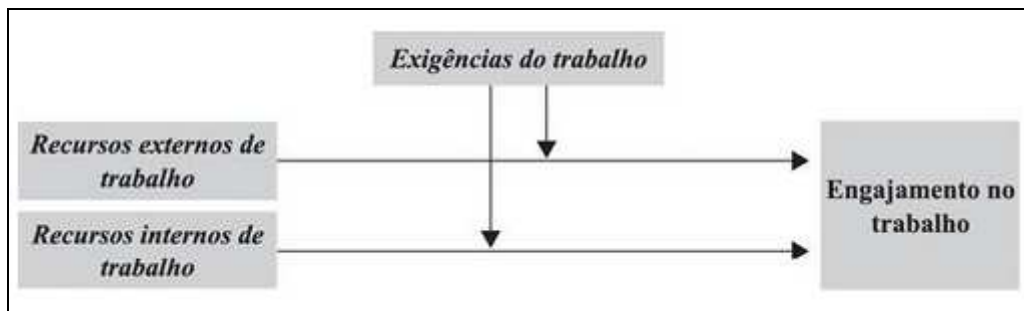 Exigências do trabalho
Recursos externos de
trabalho
Engajamento no
trabalho
Recursos internos de
trabalho